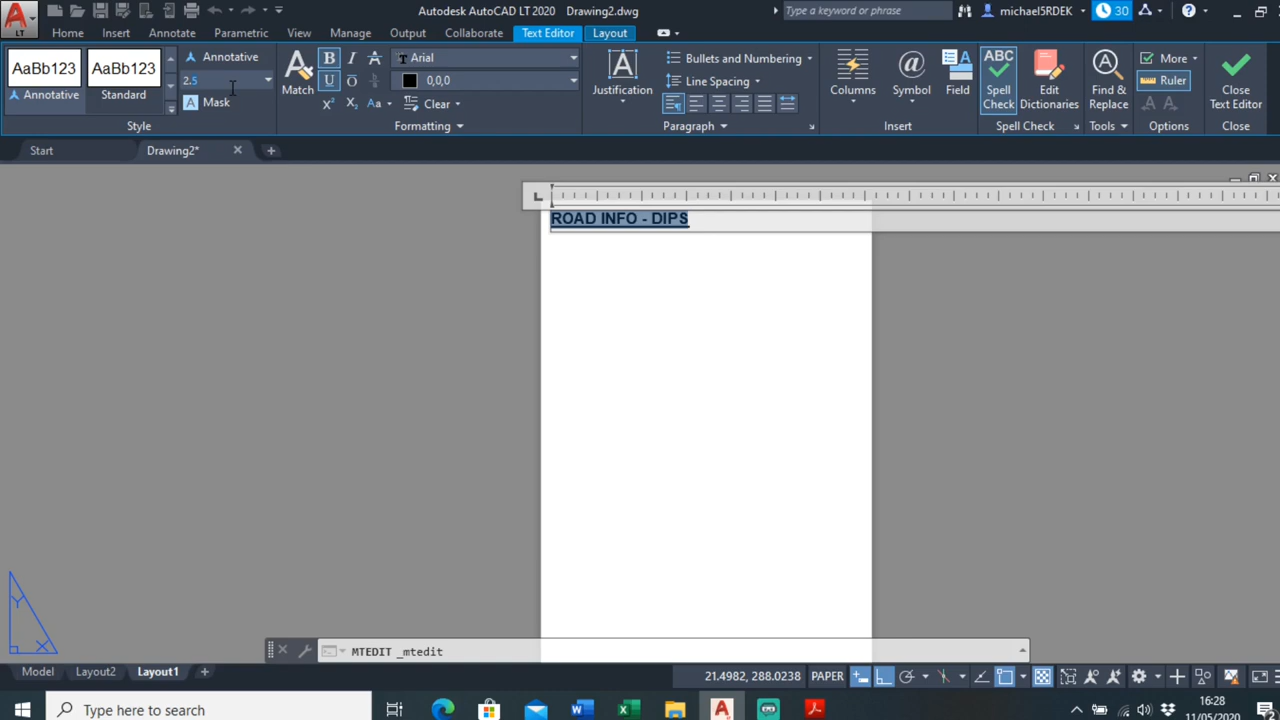 Autodesk AutoCAD LT 2020 Drawing2.dwg
Type a keyword or phrase
michael5RDEK
30
LT
Home Insert Annotate Parametric View Manage Output Collaborate Text Editor Layout
AaBb123 AaBb123
Annotative
Standard
Annotative
2.5
Mask
Match
Arial
0,0,0
Clear
Justification
Bullets and Numbering
Line Spacing
Columns
Symbol
Field
ABC
Spell
Check
Edit
Dictionaries
Find &
Replace
More
Ruler
Close
Text Editor
Style
Formatting
Paragraph
Insert
Spell Check
Tools
Options
Close
Start
Drawing2*
ROAD INFO - DIPS
Y
X
MTEDIT _mtedit
Model Layout2 Layout1
21.4982, 288.0238 PAPER
Type here to search
16:28
11/05/2020